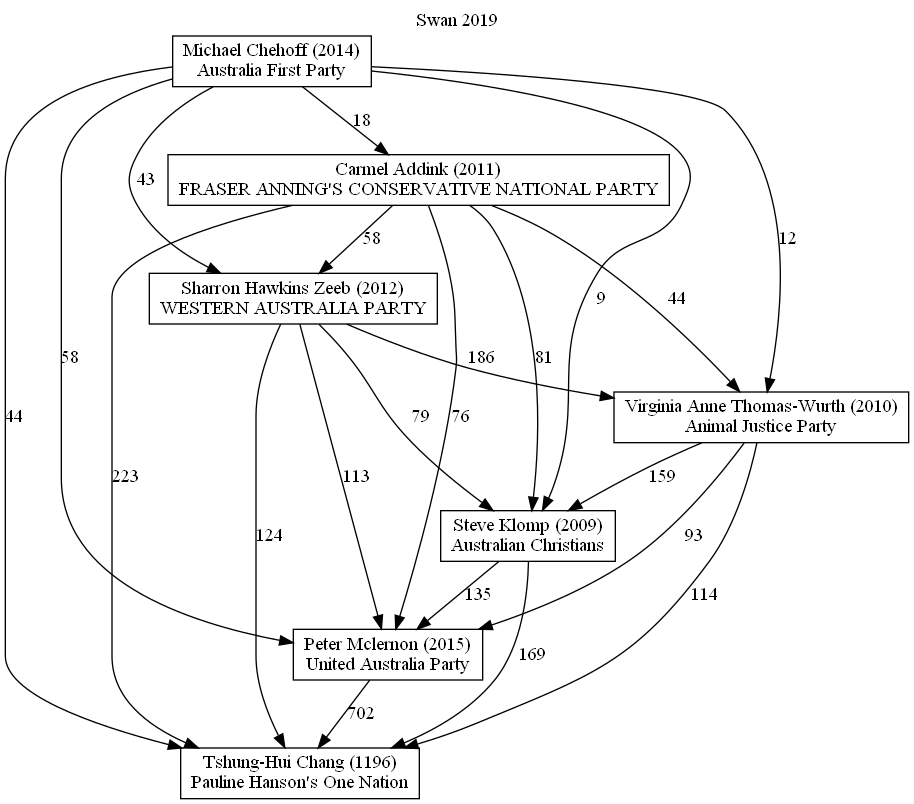 Swan 2019
Michael Chehoff (2014)
Australia First Party
18
Carmel Addink (2011)
FRASER ANNING'S CONSERVATIVE NATIONAL PARTY
43
58
12
Sharron Hawkins Zeeb (2012)
WESTERN AUSTRALIA PARTY
9
44
58
186
81
Virginia Anne Thomas-Wurth (2010)
Animal Justice Party
44
79
76
223
113
159
Steve Klomp (2009)
Australian Christians
124
93
135
114
Peter Mclernon (2015)
United Australia Party
169
702
Tshung-Hui Chang (1196)
Pauline Hanson's One Nation